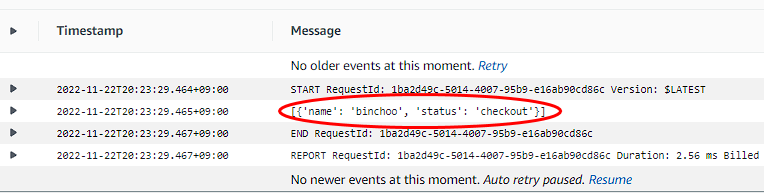 Timestamp Message
No older events at this moment. Retry
2022-11-22T20:23:29.464+09:00 START RequestId: 1ba2d49c-5014-4007-95b9-e16ab90cd86c Version: $LATEST
2022-11-22T20:23:29.465+09:00 [{'name': 'binchoo', 'status': 'checkout'}]
2022-11-22T20:23:29.467+09:00 END RequestId: 1ba2d49c-5014-4007-95b9-e16ab90cd86c
2022-11-22T20:23:29.467+09:00 REPORT RequestId: 1ba2d49c-5014-4007-95b9-e16ab90cd86c Duration: 2.56 ms Billed
No newer events at this moment. Auto retry paused. Resume